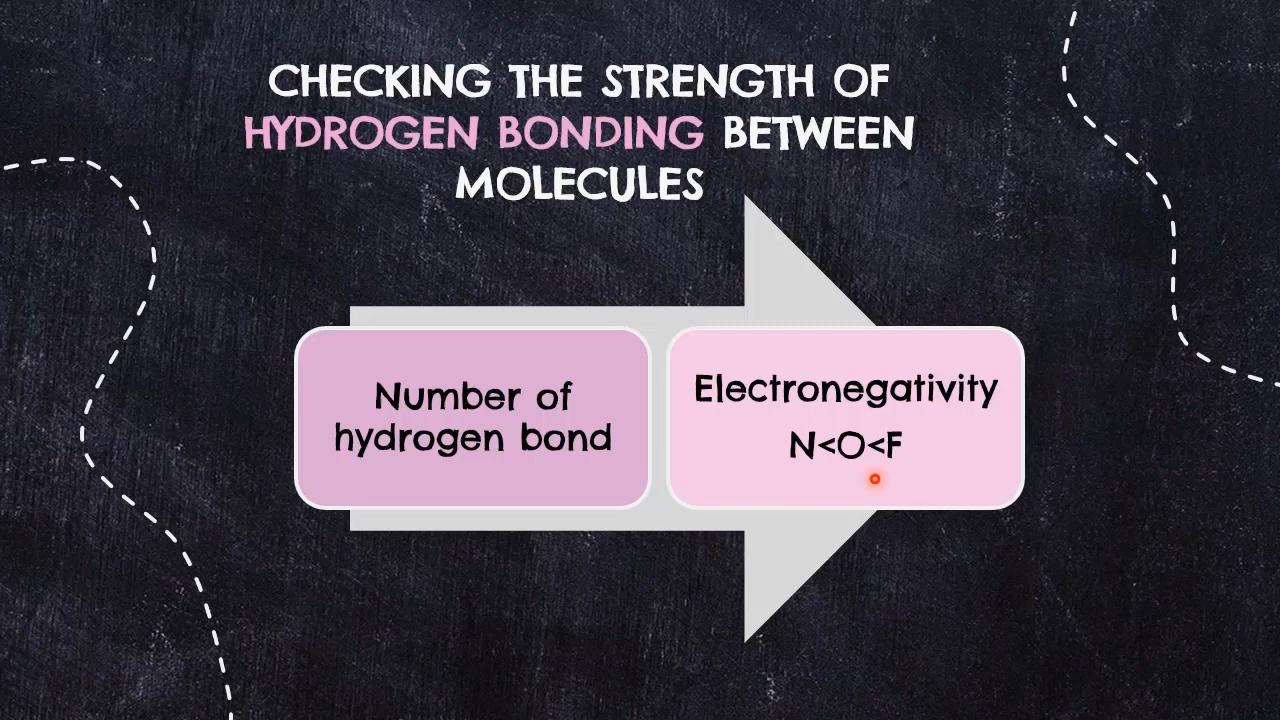 CHECKING THE STRENGTH OF
HYDROGEN BONDING BETWEEN
MOLECULES
Number of
hydrogen bond
Electronegativity
N<O<F